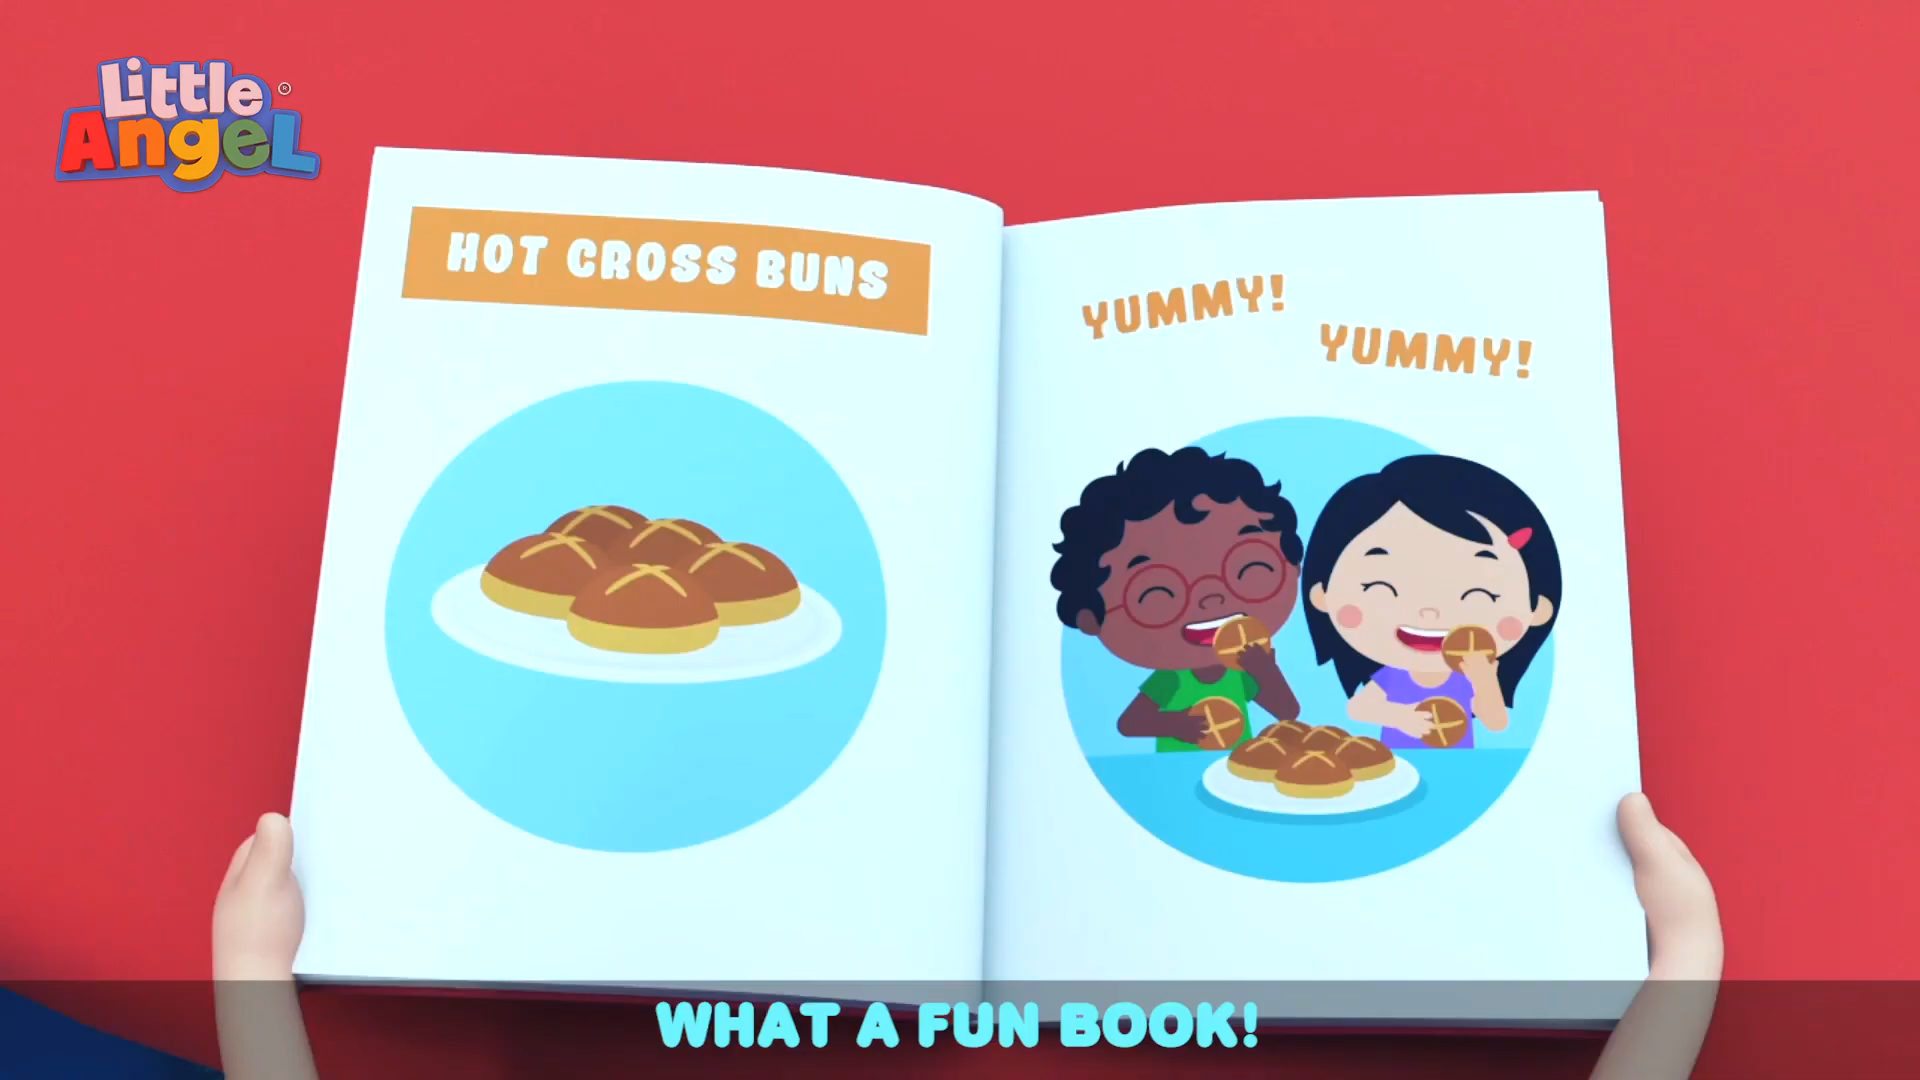 Little
Angel
®
HOT CROSS BUNS
YUMMY!
YUMMY!
WHAT A FUN BOOK!